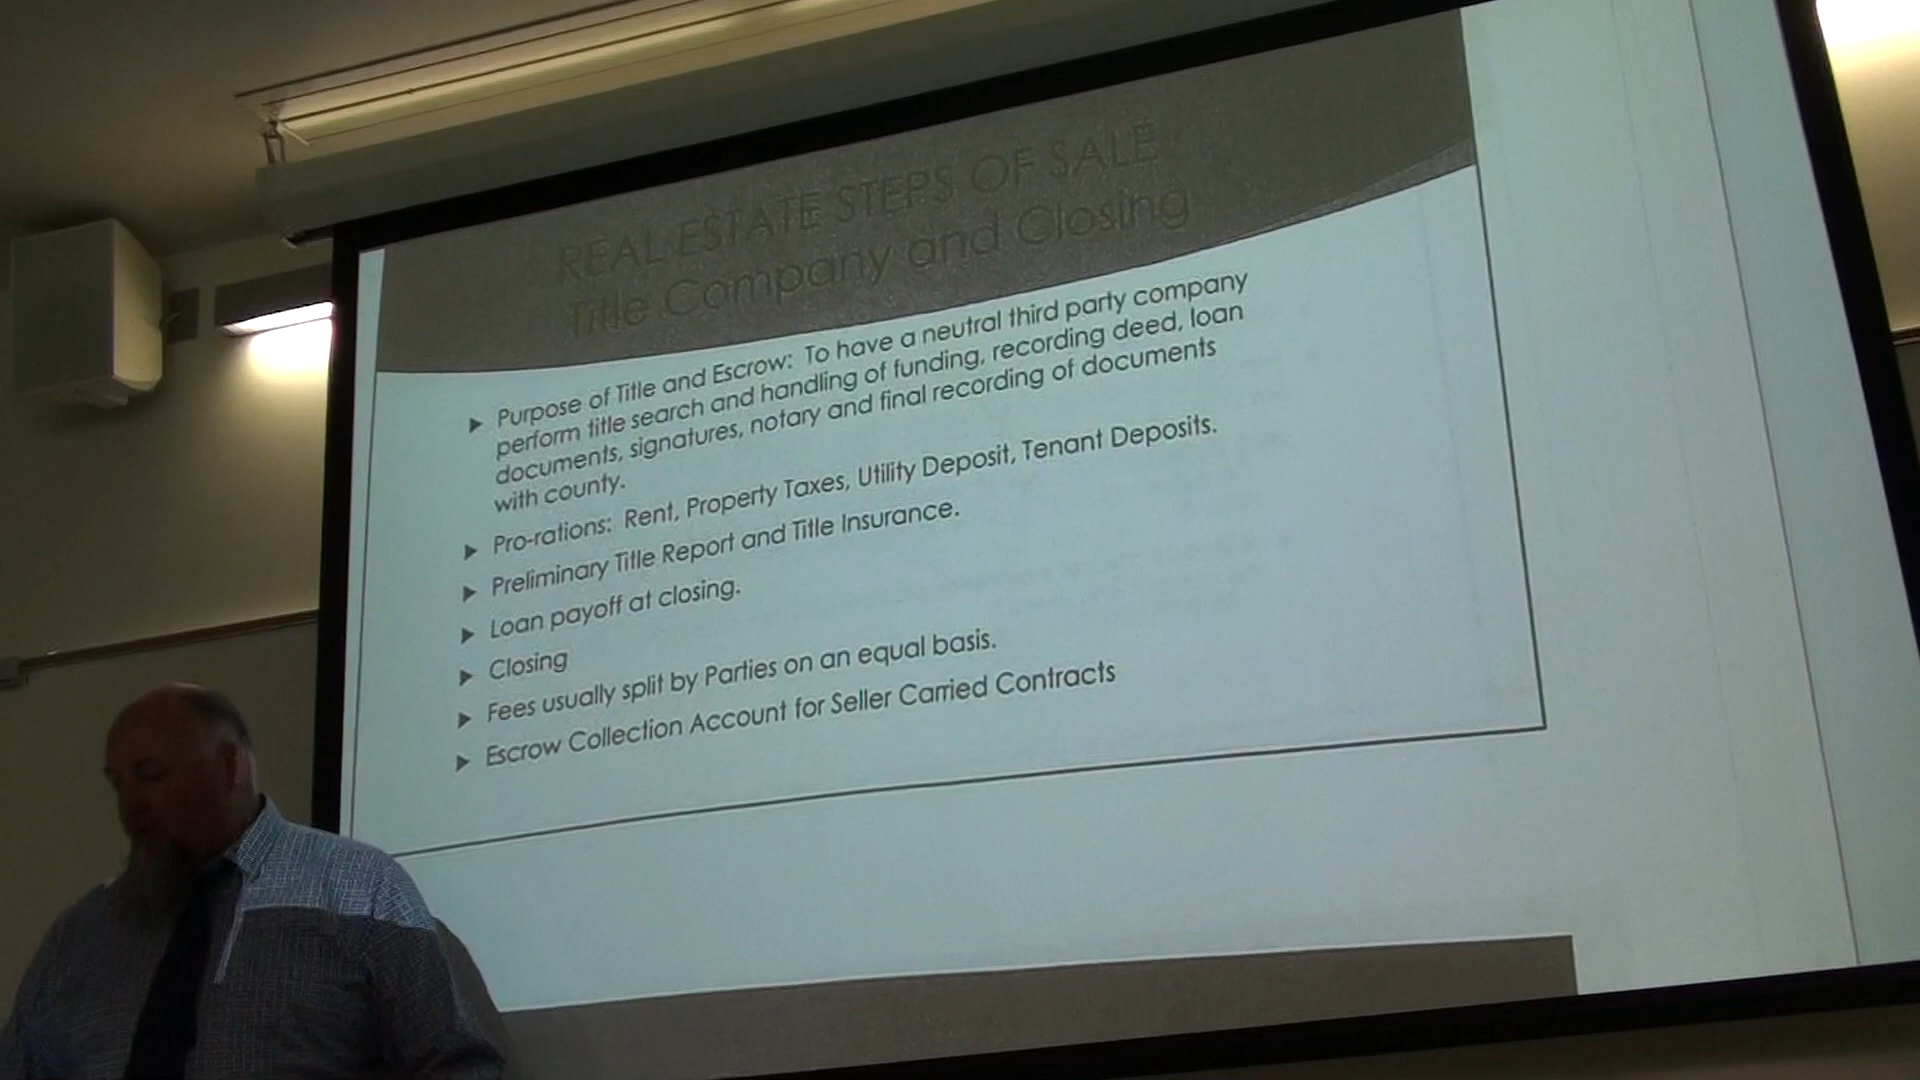 REAL ESTATE STEPS OF SALE
Title Company and Closing
Purpose of Title and Escrow: To have a neutral third party company
perform title search and handling of funding, recording deed, loan
documents, signatures, notary and final recording of documents
with county.
Pro-rations: Rent, Property Taxes, Utility Deposit, Tenant Deposits.
Preliminary Title Report and Title Insurance.
Loan payoff at closing.
Closing
Fees usually split by Parties on an equal basis.
Escrow Collection Account for Seller Carried Contracts